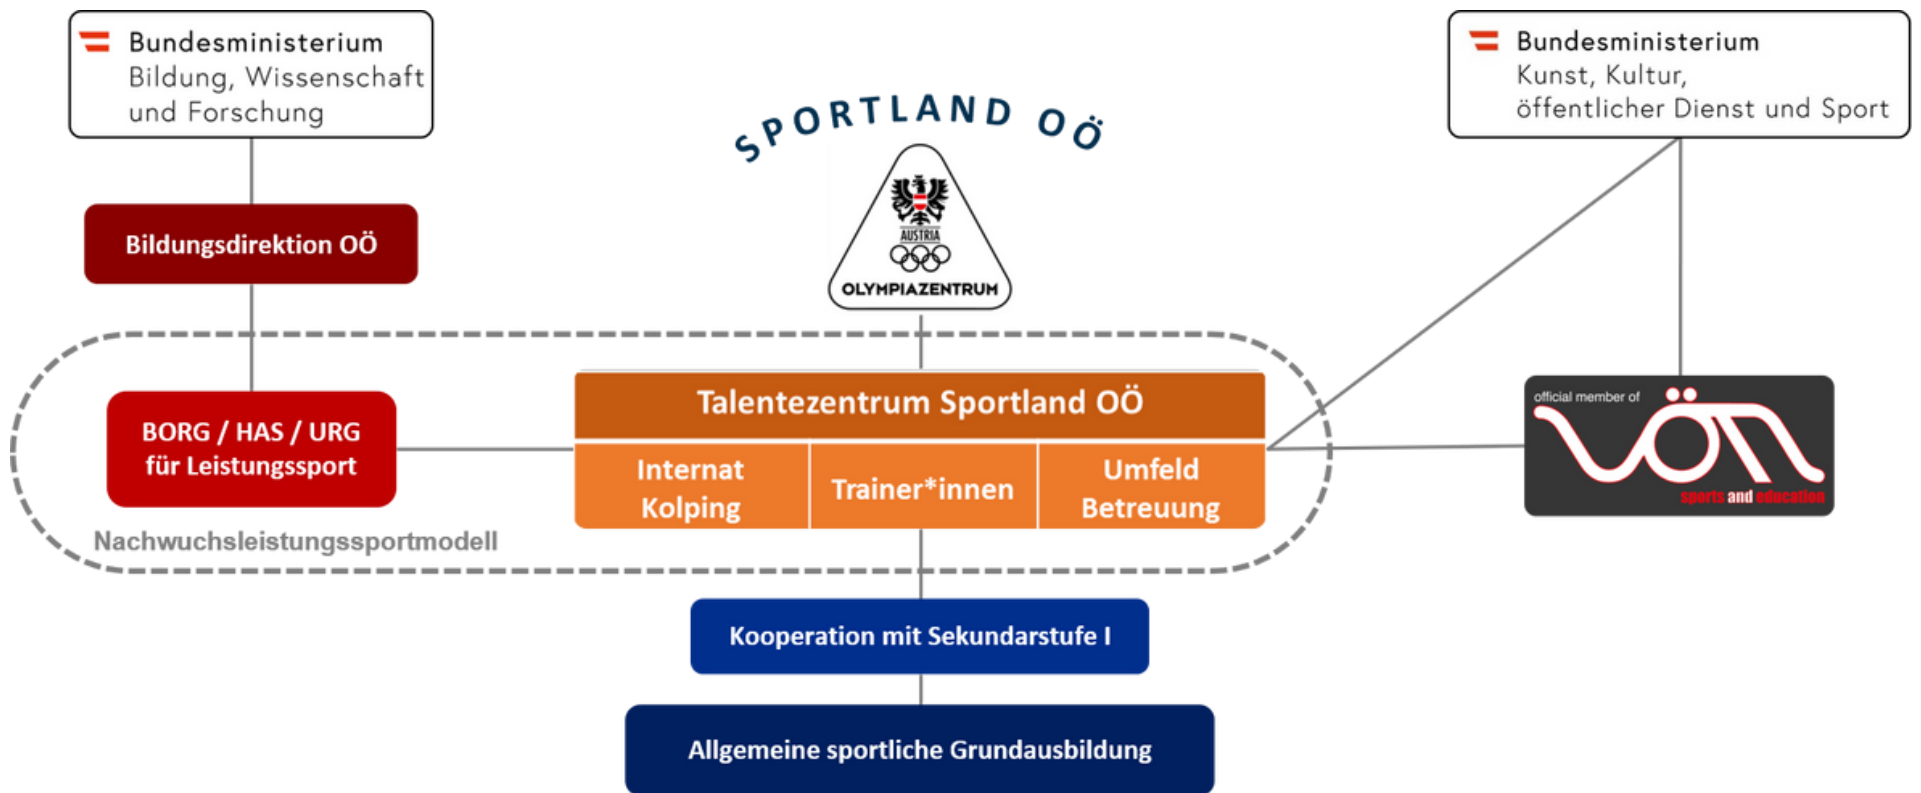 Bundesministerium
Bildung, Wissenschaft
und Forschung
Bundesministerium
Kunst, Kultur,
öffentlicher Dienst und Sport
SPORTLAND OÖ
AUSTRIA
OLYMPIAZENTRUM
Bildungsdirektion OÖ
BORG / HAS / URG
für Leistungssport
Talentezentrum Sportland OÖ
Internat
Kolping
Trainer*innen
Umfeld
Betreuung
official member of
VÖN
sports and education
Nachwuchsleistungssportmodell
Kooperation mit Sekundarstufe I
Allgemeine sportliche Grundausbildung